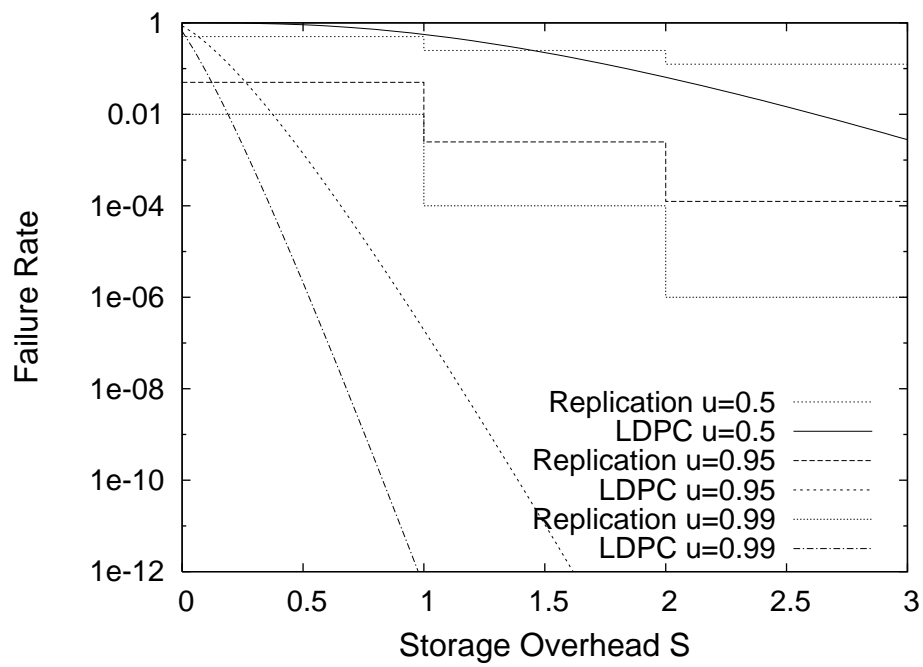 1
0.01
1e-04
1e-06
1e-08
1e-10
1e-12
0
0.5
1
1.5
2
2.5
3
Failure Rate
Storage Overhead S
Replication u=0.5
LDPC u=0.5
Replication u=0.95
LDPC u=0.95
Replication u=0.99
LDPC u=0.99